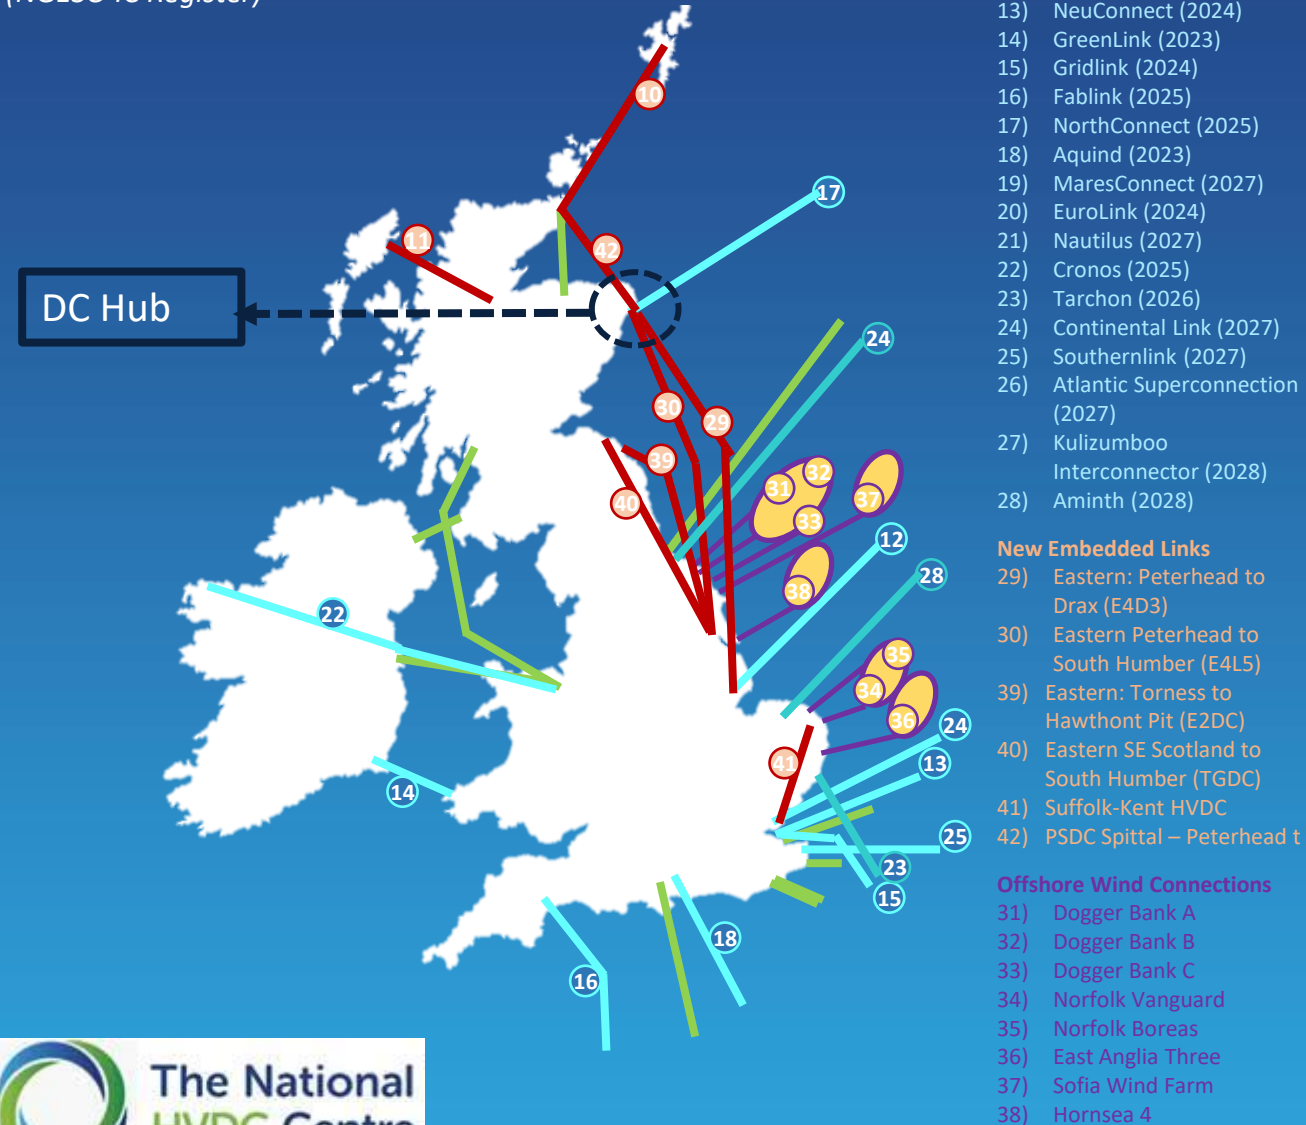 (NGESO TC Register)
13) NeuConnect (2024)
14) GreenLink (2023)
15) Gridlink (2024)
16) Fablink (2025)
17) NorthConnect (2025)
18) Aquind (2023)
19) MaresConnect (2027)
20) EuroLink (2024)
21) Nautilus (2027)
22) Cronos (2025)
23) Tarchon (2026)
24) Continental Link (2027)
25) Southernlink (2027)
26) Atlantic Superconnection
(2027)
27) Kulizumboo
Interconnector (2028)
28) Aminth (2028)
New Embedded Links
29) Eastern: Peterhead to
Drax (E4D3)
30) Eastern Peterhead to
South Humber (E4L5)
39) Eastern: Torness to
Hawthont Pit (E2DC)
40) Eastern SE Scotland to
South Humber (TGDC)
41) Suffolk-Kent HVDC
42) PSDC Spittal – Peterhead t
Offshore Wind Connections
31) Dogger Bank A
32) Dogger Bank B
33) Dogger Bank C
34) Norfolk Vanguard
35) Norfolk Boreas
36) East Anglia Three
37) Sofia Wind Farm
38) Hornsea 4
DC Hub
10
17
11
42
24
30
29
39
40
31
32
33
37
12
38
28
22
35
34
36
24
41
13
14
25
23
15
18
16
The National
HVDC Centre